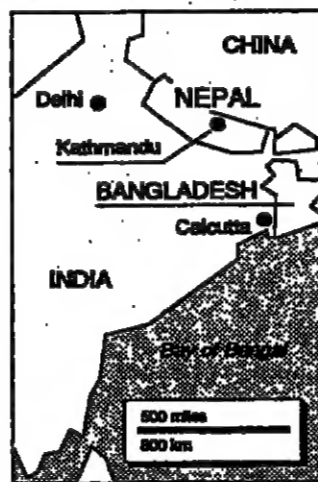 CHINA
Delhi
NEPAL
Kathmandu
BANGLADESH
Calcutta
INDIA
Bay of Bengal
500 miles
800 km